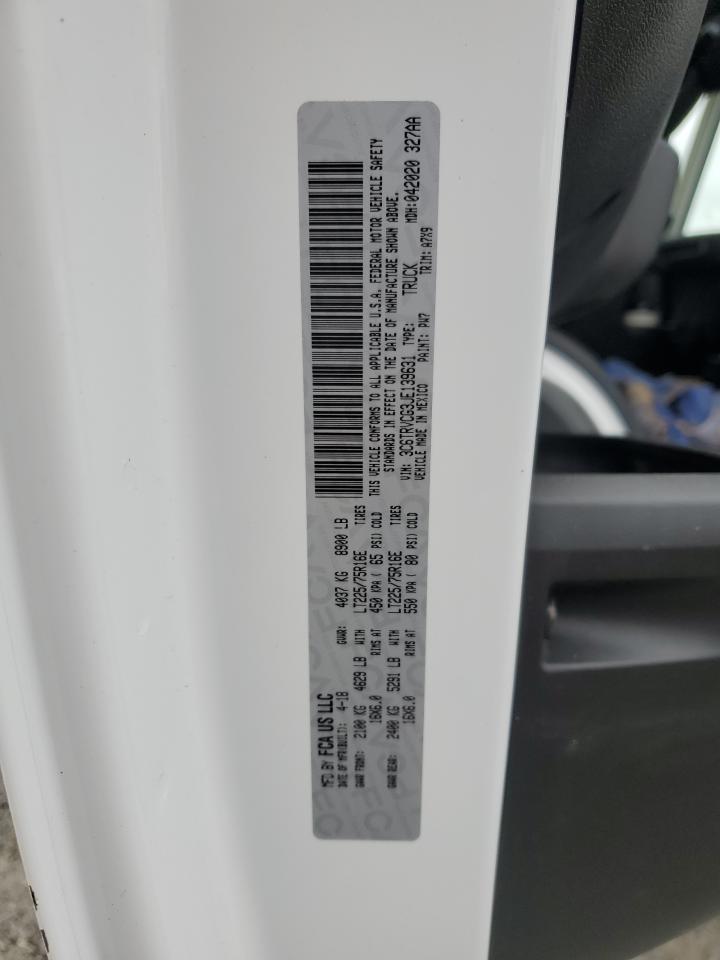 MFD BY FCA US LLC
DATE OF MFR(BUILT): 4-18 GVWR: 4037 KG 8900 LB
GAWR FRONT: 2100 KG 4629 LB WITH LT225/75R16E TIRES
16X6.0 RIMS AT 450 KPA ( 65 PSI) COLD
GAWR REAR: 2400 KG 5291 LB WITH LT225/75R16E TIRES
16X6.0 RIMS AT 550 KPA ( 80 PSI) COLD
THIS VEHICLE CONFORMS TO ALL APPLICABLE U.S.A. FEDERAL MOTOR VEHICLE SAFETY
STANDARDS IN EFFECT ON THE DATE OF MANUFACTURE SHOWN ABOVE.
VIN: 3C6TRVCG3JE139631 TYPE: TRUCK MDH:042020 327AA
VEHICLE MADE IN MEXICO PAINT: PW7 TRIM: A7X9